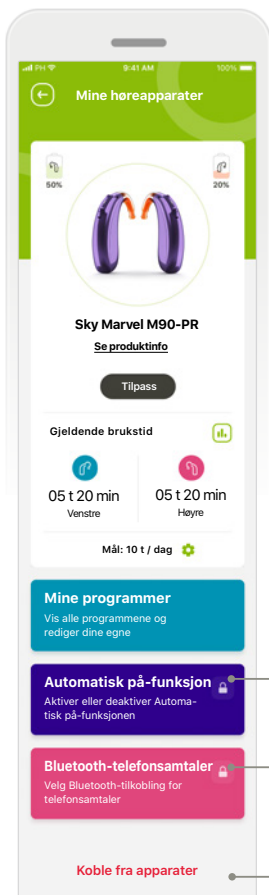 PH 9:41 AM 100%
Mine høreapparater
50% 20%
Sky Marvel M90-PR
Se produktinfo
Tilpass
Gjeldende brukstid
05 t 20 min 05 t 20 min
Venstre Høyre
Mål: 10 t / dag
Mine programmer
Vis alle programmene og
rediger dine egne
Automatisk på-funksjon
Aktiver eller deaktiver Automa-
tisk på-funksjonen
Bluetooth-telefonsamtaler
Velg Bluetooth-tilkobling for
telefonsamtaler
Koble fra apparater